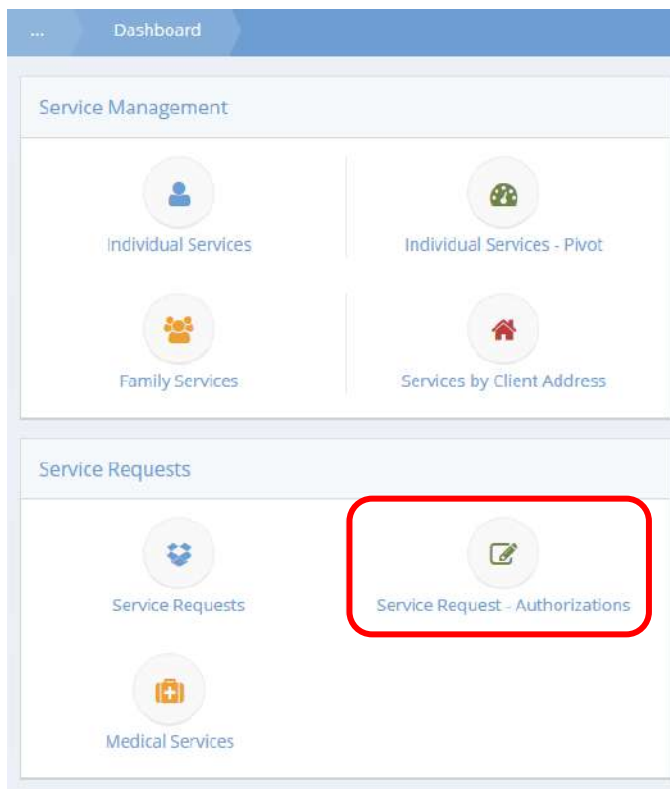 ... Dashboard
Service Management
Individual Services
Individual Services - Pivot
Family Services
Services by Client Address
Service Requests
Service Requests
Service Request - Authorizations
Medical Services